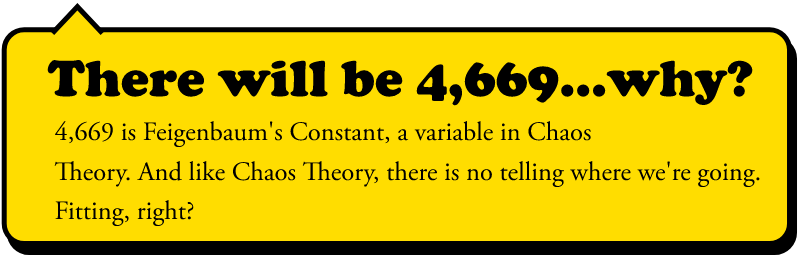 There will be 4,669...why?
4,669 is Feigenbaum's Constant, a variable in Chaos
Theory. And like Chaos Theory, there is no telling where we're going.
Fitting, right?